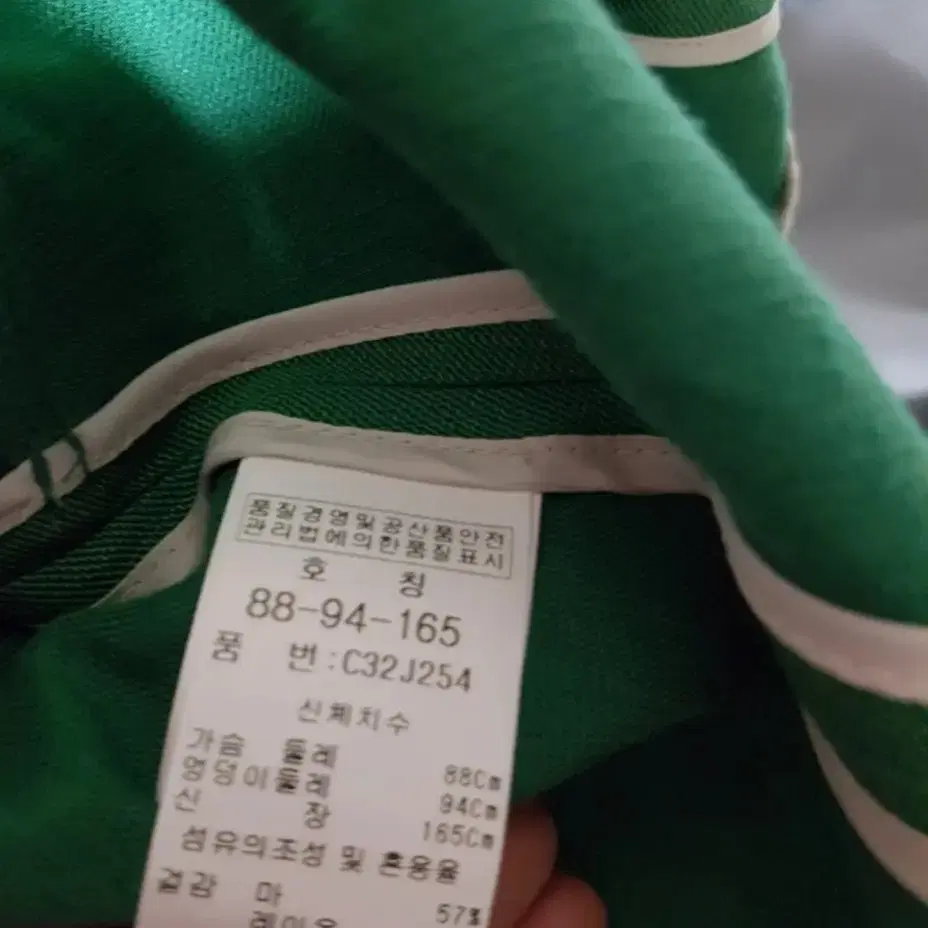 품질경영및공산품안전
관리법에의한품질표시
호 칭
88-94-165
품 번:C32J254
신체치수
가슴 둘레 88Cm
엉덩이둘레 94Cm
신 장 165Cm
섬유의조성 및 혼용율
겉감 마 57%
레이온